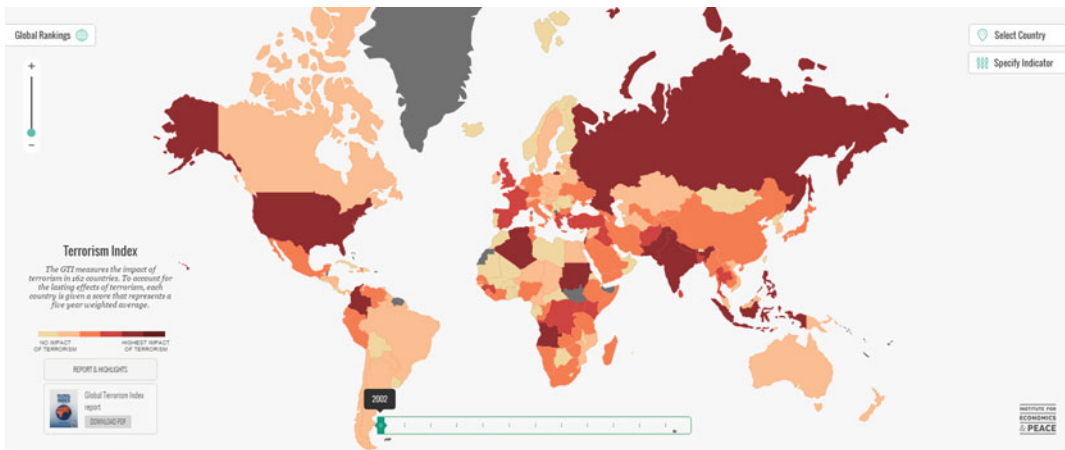 Global Rankings
+
−
Select Country
Specify Indicator
Terrorism Index
The GTI measures the impact of
terrorism in 162 countries. To account for
the lasting effects of terrorism, each
country is given a score that represents a
five year weighted average.
NO IMPACT
OF TERRORISM
HIGHEST IMPACT
OF TERRORISM
REPORT & HIGHLIGHTS
Global Terrorism Index
report
DOWNLOAD PDF
2002
INSTITUTE FOR
ECONOMICS
& PEACE